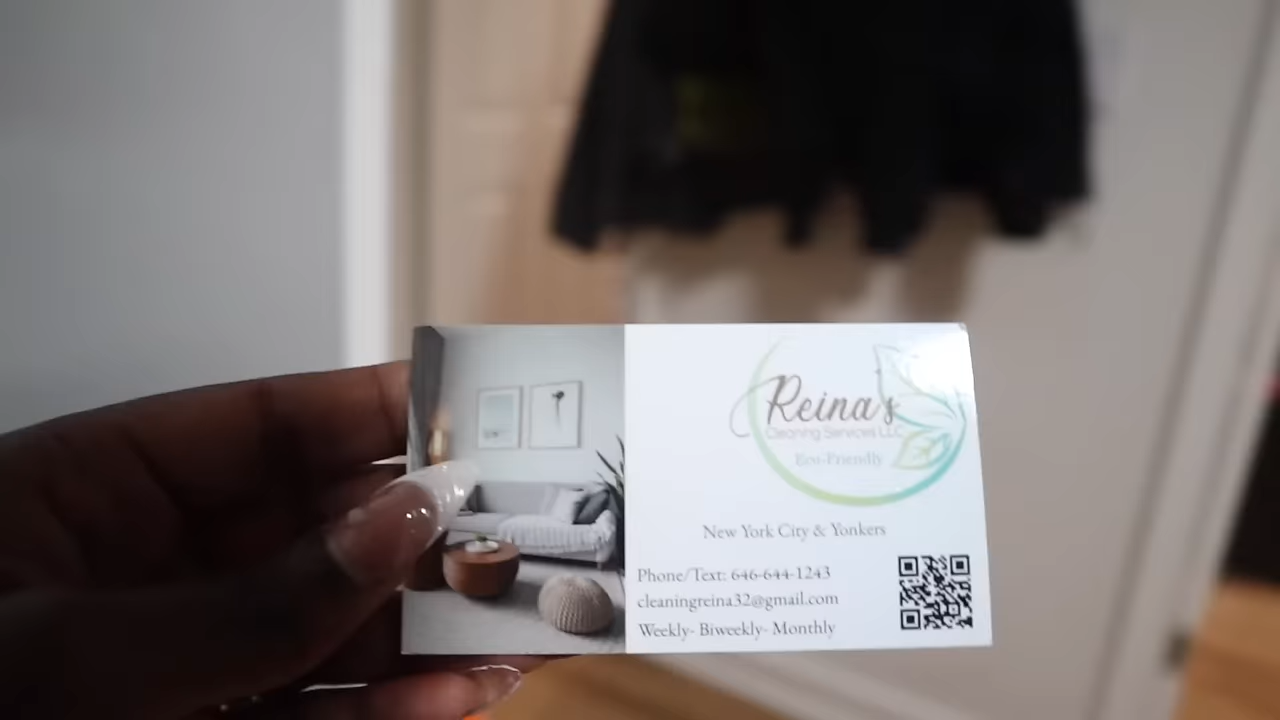 Reina's
Cleaning Services LLC
Eco-Friendly
New York City & Yonkers
Phone/Text: 646-644-1243
cleaningreina32@gmail.com
Weekly- Biweekly- Monthly